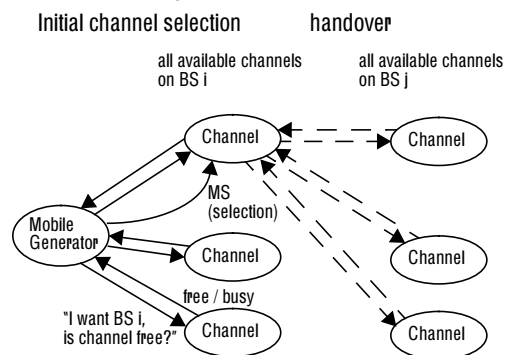 Initial channel selection handover
all available channels
on BS i
all available channels
on BS j
Channel
Channel
MS
(selection)
Mobile
Generator
Channel
Channel
free / busy
"I want BS i,
is channel free?"
Channel
Channel